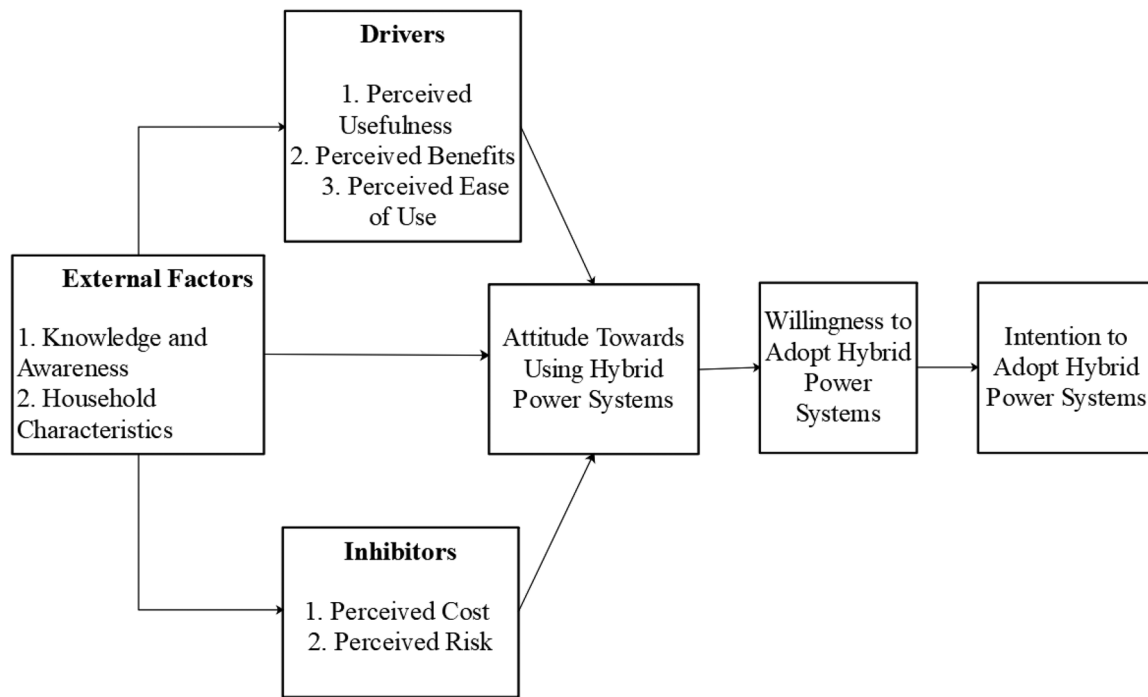 Drivers
1. Perceived
Usefulness
2. Perceived Benefits
3. Perceived Ease
of Use
External Factors
1. Knowledge and
Awareness
2. Household
Characteristics
Attitude Towards
Using Hybrid
Power Systems
Willingness to
Adopt Hybrid
Power
Systems
Intention to
Adopt Hybrid
Power Systems
Inhibitors
1. Perceived Cost
2. Perceived Risk